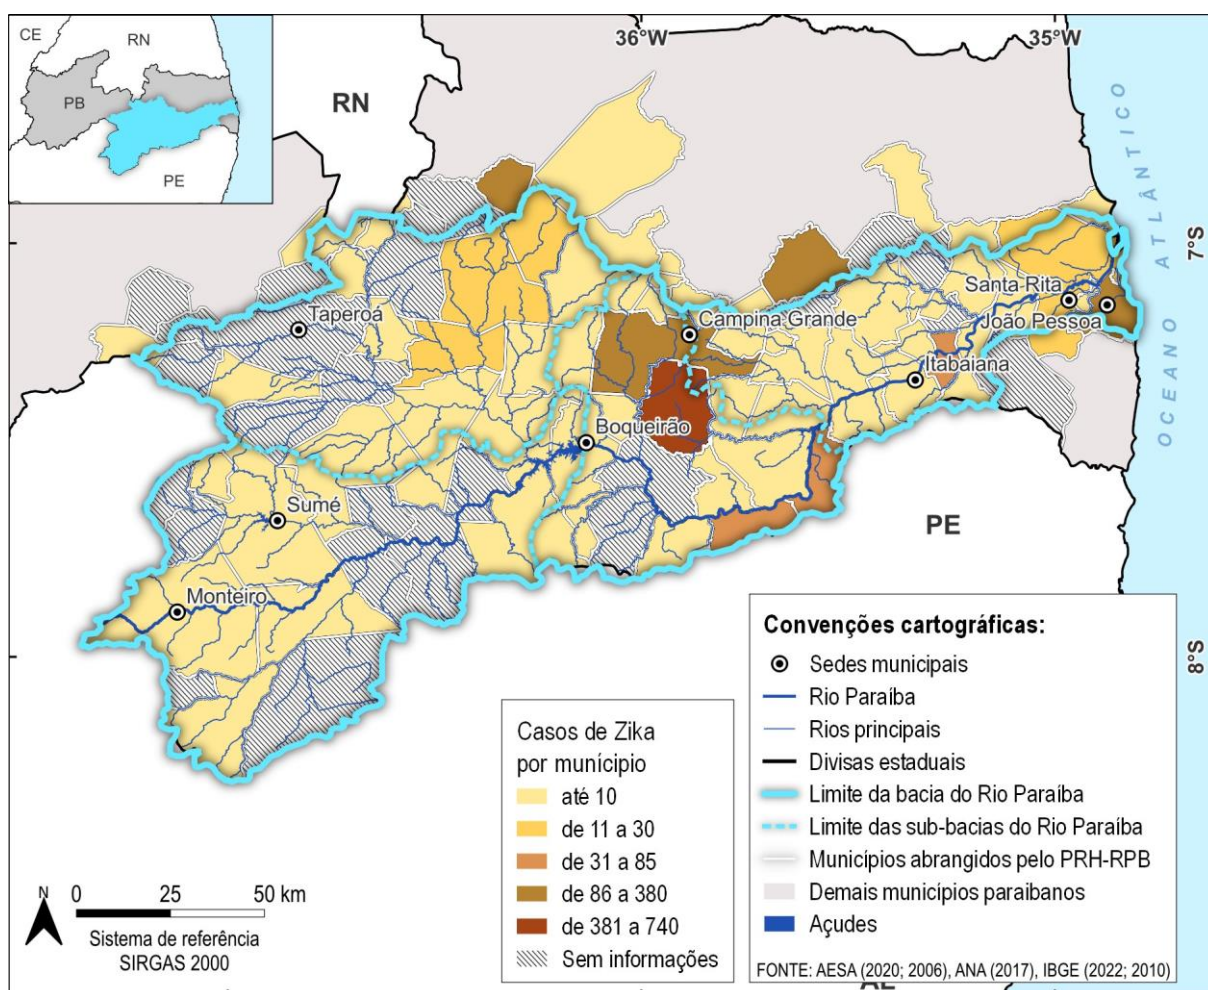 CE
RN
PB
PE
36°W
35°W
RN
OCEANO ATLÂNTICO
7°S
Santa Rita
Taperoá
Campina Grande
João Pessoa
Itabaiana
Boqueirão
Sumé
PE
Monteiro
8°S
Convenções cartográficas:
Sedes municipais
Rio Paraíba
Rios principais
Divisas estaduais
Limite da bacia do Rio Paraíba
Limite das sub-bacias do Rio Paraíba
Municípios abrangidos pelo PRH-RPB
Demais municípios paraibanos
Açudes
FONTE: AESA (2020; 2006), ANA (2017), IBGE (2022; 2010)
Casos de Zika
por munícipio
até 10
de 11 a 30
de 31 a 85
de 86 a 380
de 381 a 740
Sem informações
N
0 25 50 km
Sistema de referência
SIRGAS 2000